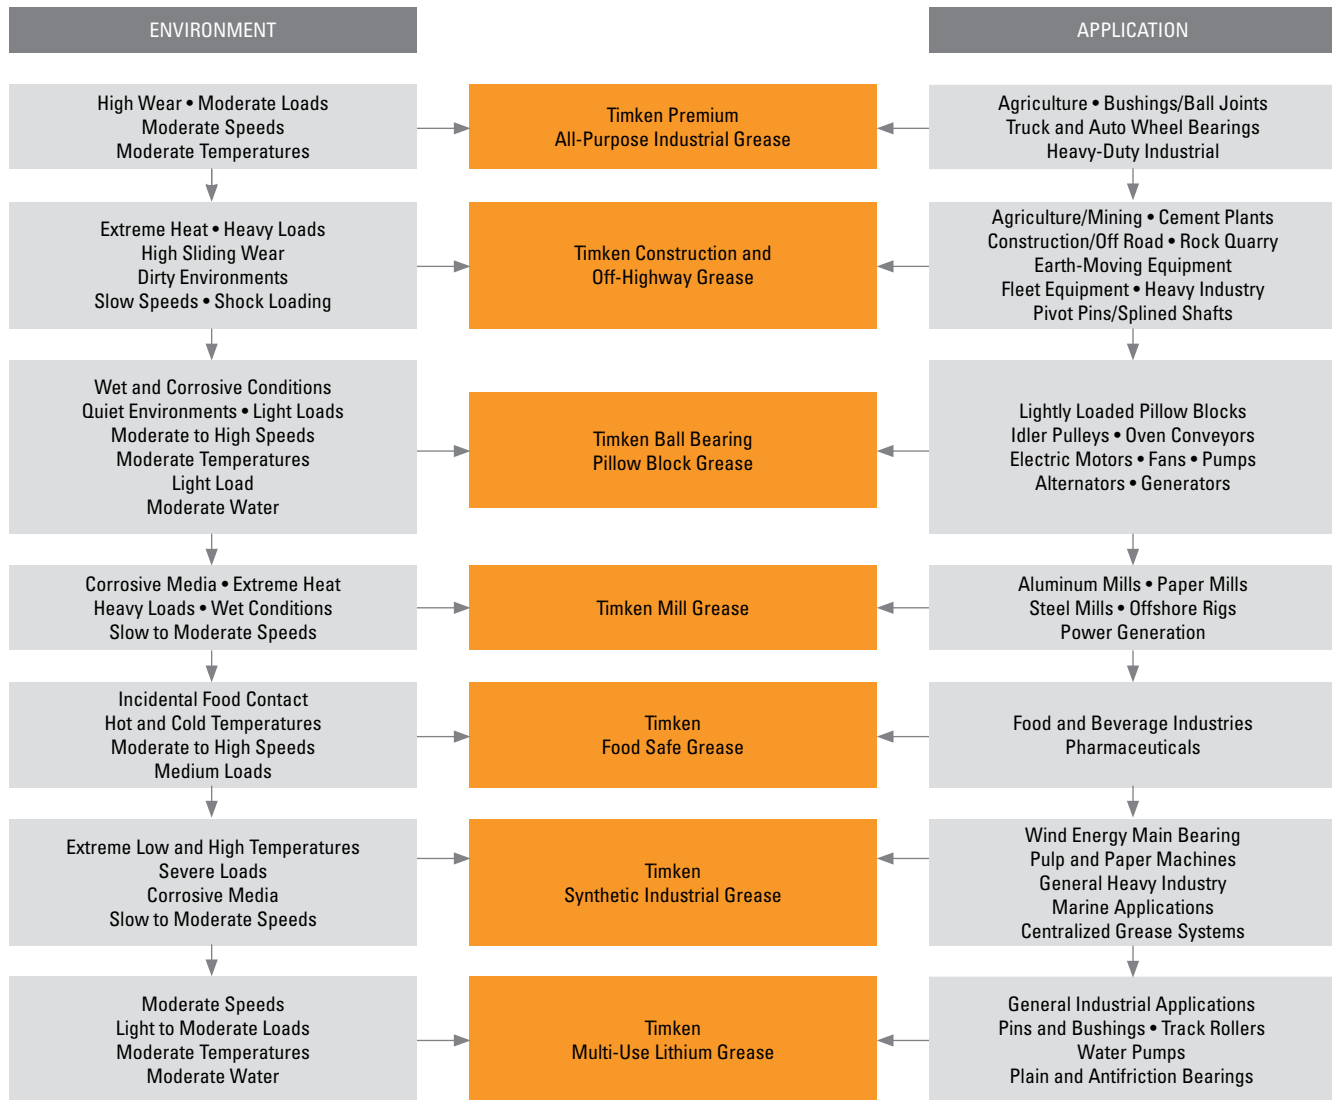 ENVIRONMENT
APPLICATION
High Wear • Moderate Loads
Moderate Speeds
Moderate Temperatures
Timken Premium
All-Purpose Industrial Grease
Agriculture • Bushings/Ball Joints
Truck and Auto Wheel Bearings
Heavy-Duty Industrial
Extreme Heat • Heavy Loads
High Sliding Wear
Dirty Environments
Slow Speeds • Shock Loading
Timken Construction and
Off-Highway Grease
Agriculture/Mining • Cement Plants
Construction/Off Road • Rock Quarry
Earth-Moving Equipment
Fleet Equipment • Heavy Industry
Pivot Pins/Splined Shafts
Wet and Corrosive Conditions
Quiet Environments • Light Loads
Moderate to High Speeds
Moderate Temperatures
Light Load
Moderate Water
Timken Ball Bearing
Pillow Block Grease
Lightly Loaded Pillow Blocks
Idler Pulleys • Oven Conveyors
Electric Motors • Fans • Pumps
Alternators • Generators
Corrosive Media • Extreme Heat
Heavy Loads • Wet Conditions
Slow to Moderate Speeds
Timken Mill Grease
Aluminum Mills • Paper Mills
Steel Mills • Offshore Rigs
Power Generation
Incidental Food Contact
Hot and Cold Temperatures
Moderate to High Speeds
Medium Loads
Timken
Food Safe Grease
Food and Beverage Industries
Pharmaceuticals
Extreme Low and High Temperatures
Severe Loads
Corrosive Media
Slow to Moderate Speeds
Timken
Synthetic Industrial Grease
Wind Energy Main Bearing
Pulp and Paper Machines
General Heavy Industry
Marine Applications
Centralized Grease Systems
Moderate Speeds
Light to Moderate Loads
Moderate Temperatures
Moderate Water
Timken
Multi-Use Lithium Grease
General Industrial Applications
Pins and Bushings • Track Rollers
Water Pumps
Plain and Antifriction Bearings